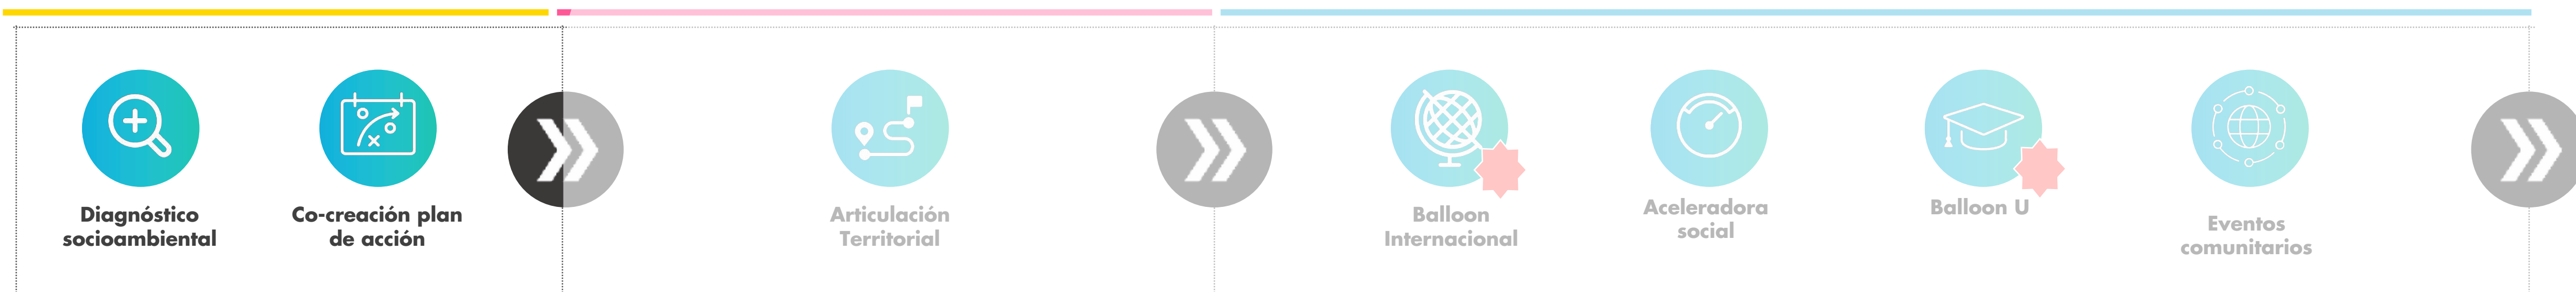 Diagnóstico
socioambiental
Co-creación plan
de acción
Articulación
Territorial
Balloon
Internacional
Aceleradora
social
Balloon U
Eventos
comunitarios